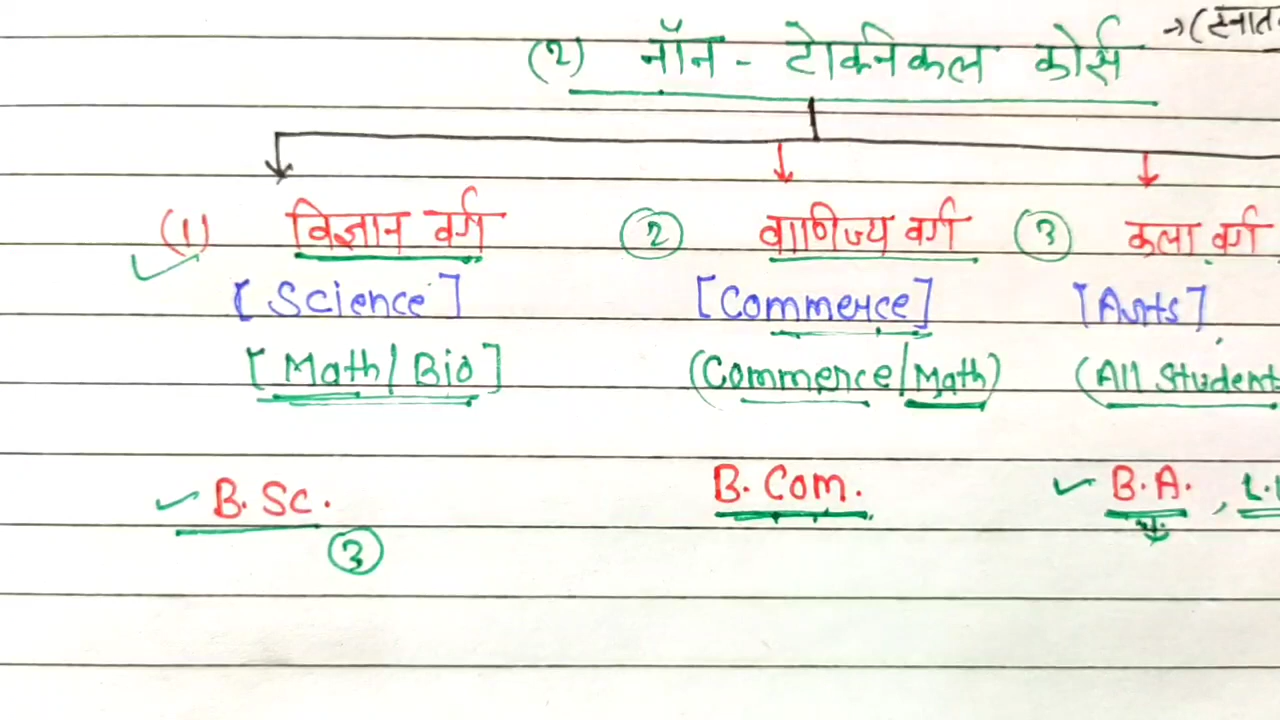 →(स्नात
(२) नॉन - टेक्निकल कोर्स
(1) विज्ञान वर्ग ② वाणिज्य वर्ग ③ कला वर्ग
[Science] [Commerce] [Arts]
[Math/Bio] (Commerce/Math) (All Student
B.Sc. B.Com. B.A. , L.
③